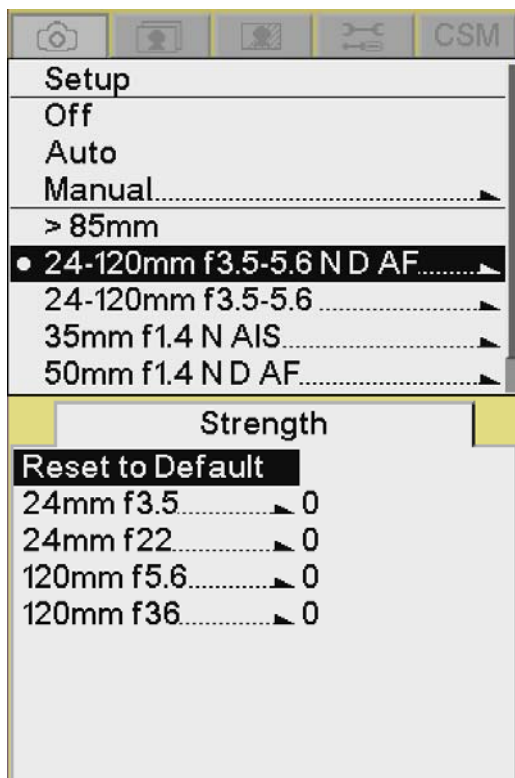 CSM
Setup
Off
Auto
Manual
> 85mm
24-120mm f3.5-5.6 N D AF
24-120mm f3.5-5.6
35mm f1.4 N AIS
50mm f1.4 N D AF
Strength
Reset to Default
24mm f3.5 0
24mm f22 0
120mm f5.6 0
120mm f36 0